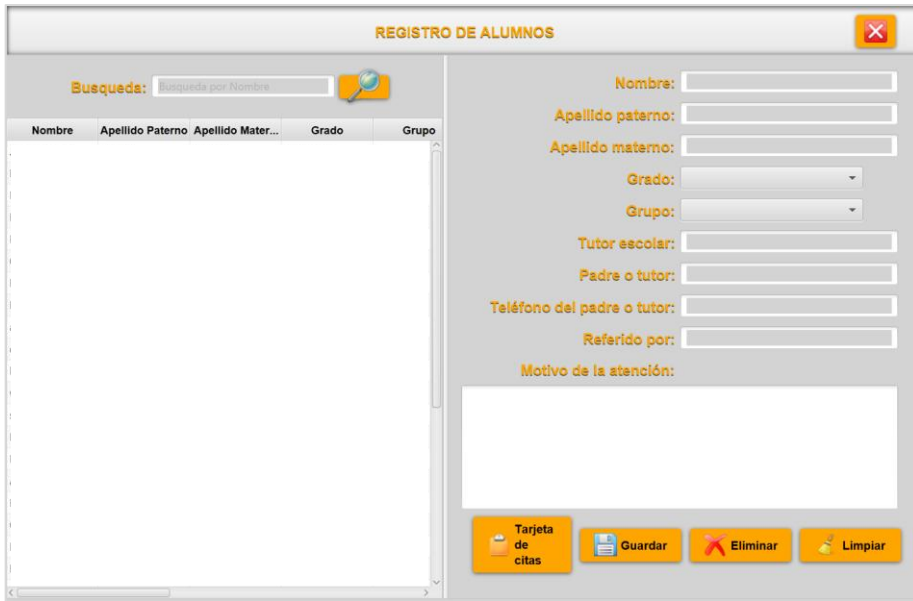 REGISTRO DE ALUMNOS
Busqueda: Busqueda por Nombre
Nombre Apellido Paterno Apellido Mater... Grado Grupo
Nombre:
Apellido paterno:
Apellido materno:
Grado:
Grupo:
Tutor escolar:
Padre o tutor:
Teléfono del padre o tutor:
Referido por:
Motivo de la atención:
Tarjeta
de
citas
Guardar
Eliminar
Limpiar